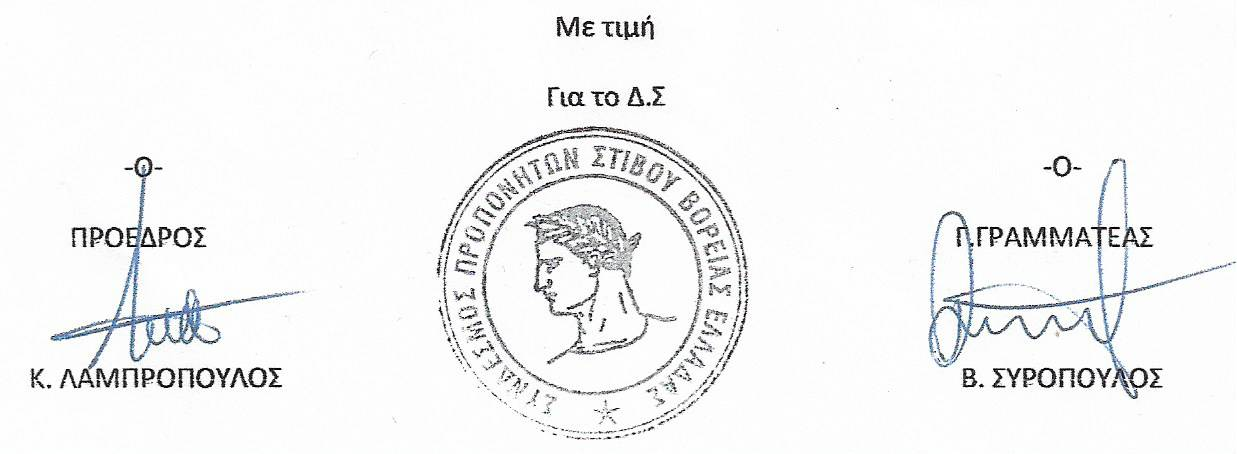 Με τιμή
Για το Δ.Σ
-Ο-
ΠΡΟΕΔΡΟΣ
Κ. ΛΑΜΠΡΟΠΟΥΛΟΣ
ΣΥΝΔΕΣΜΟΣ ΠΡΟΠΟΝΗΤΩΝ ΣΤΙΒΟΥ ΒΟΡΕΙΑΣ ΕΛΛΑΔΑΣ
-Ο-
Γ.ΓΡΑΜΜΑΤΕΑΣ
Β. ΣΥΡΟΠΟΥΛΟΣ